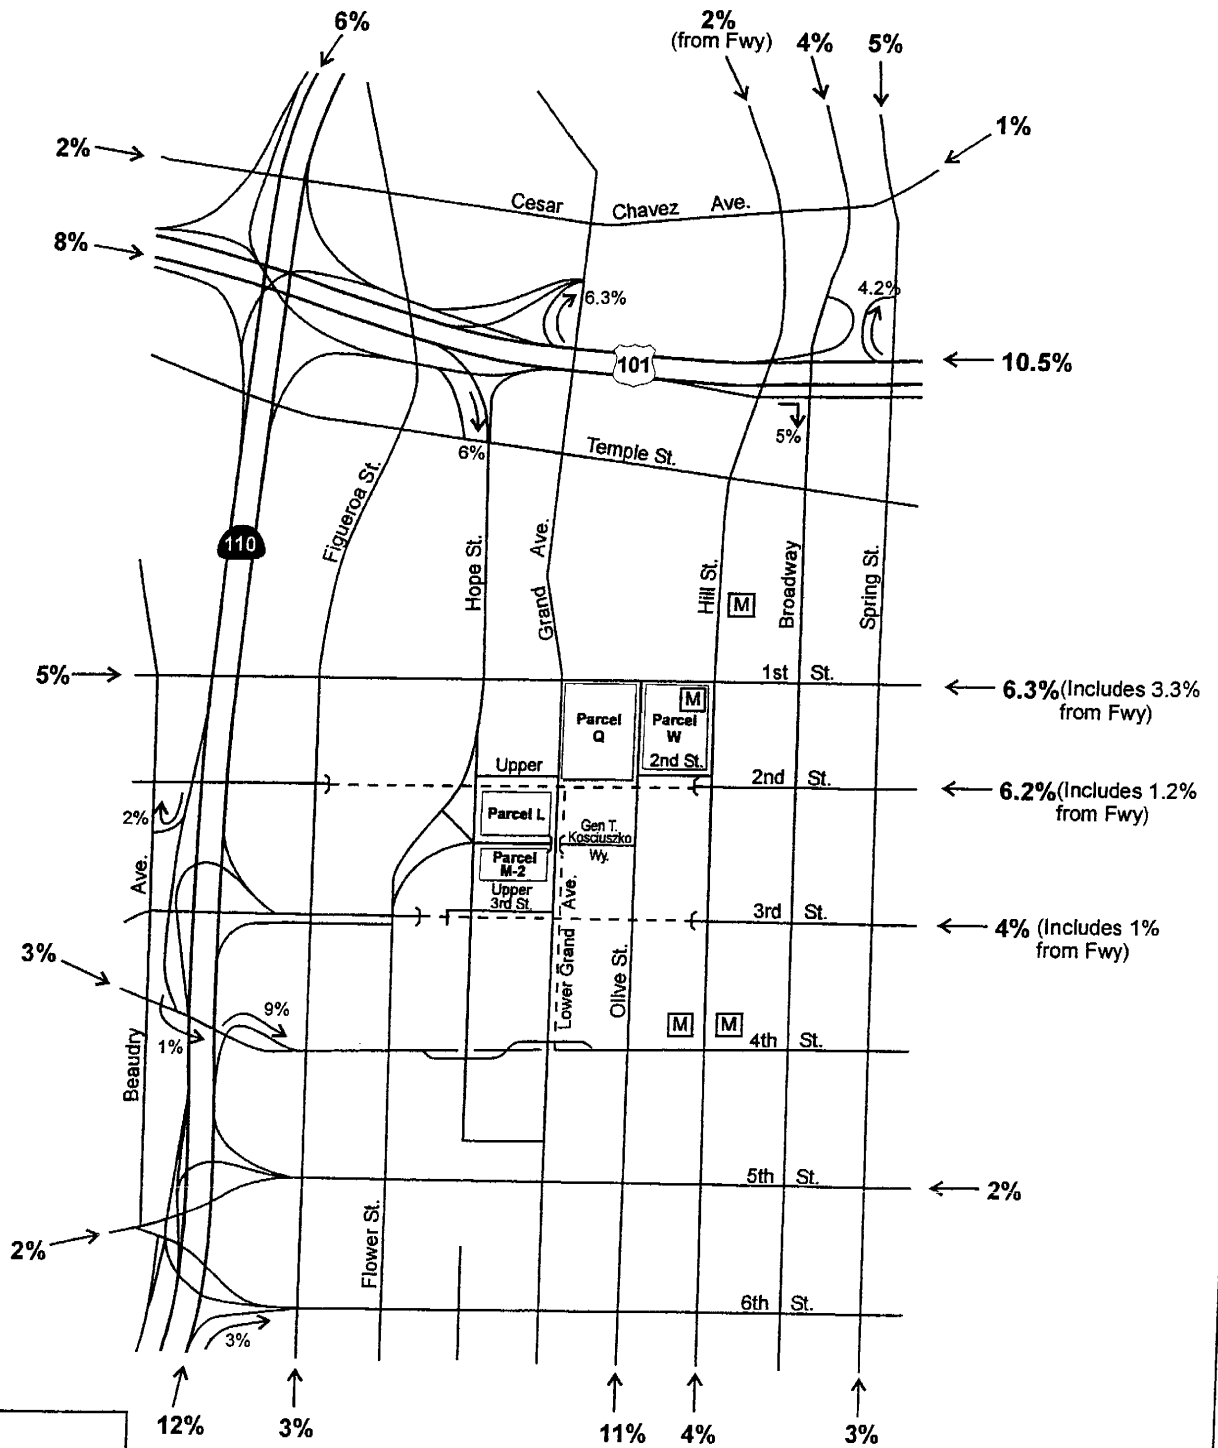 6%
2%
(from Fwy)
4%
5%
2%
1%
Cesar Chavez Ave.
8%
6.3%
4.2%
101
10.5%
5%
6%
Temple St.
Figueroa St.
110
Hope St.
Grand Ave.
Hill St.
M
Broadway
Spring St.
5%
1st St.
6.3% (Includes 3.3%
from Fwy)
Parcel
Q
M
Parcel
W
2nd St.
Upper
2nd St.
6.2% (Includes 1.2%
from Fwy)
2%
Parcel L
Gen T.
Kosciuszko
Wy.
Parcel
M-2
Upper
3rd St.
3rd St.
4% (Includes 1%
from Fwy)
Beaudry Ave.
Lower Grand Ave.
Olive St.
3%
9%
1%
M
M
4th St.
5th St.
2%
2%
Flower St.
6th St.
3%
12%
3%
11%
4%
3%